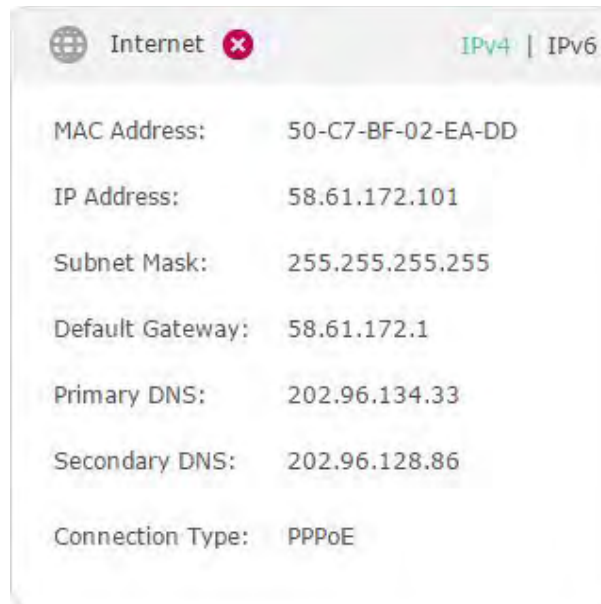 Internet IPv4 | IPv6
MAC Address: 50-C7-BF-02-EA-DD
IP Address: 58.61.172.101
Subnet Mask: 255.255.255.255
Default Gateway: 58.61.172.1
Primary DNS: 202.96.134.33
Secondary DNS: 202.96.128.86
Connection Type: PPPoE